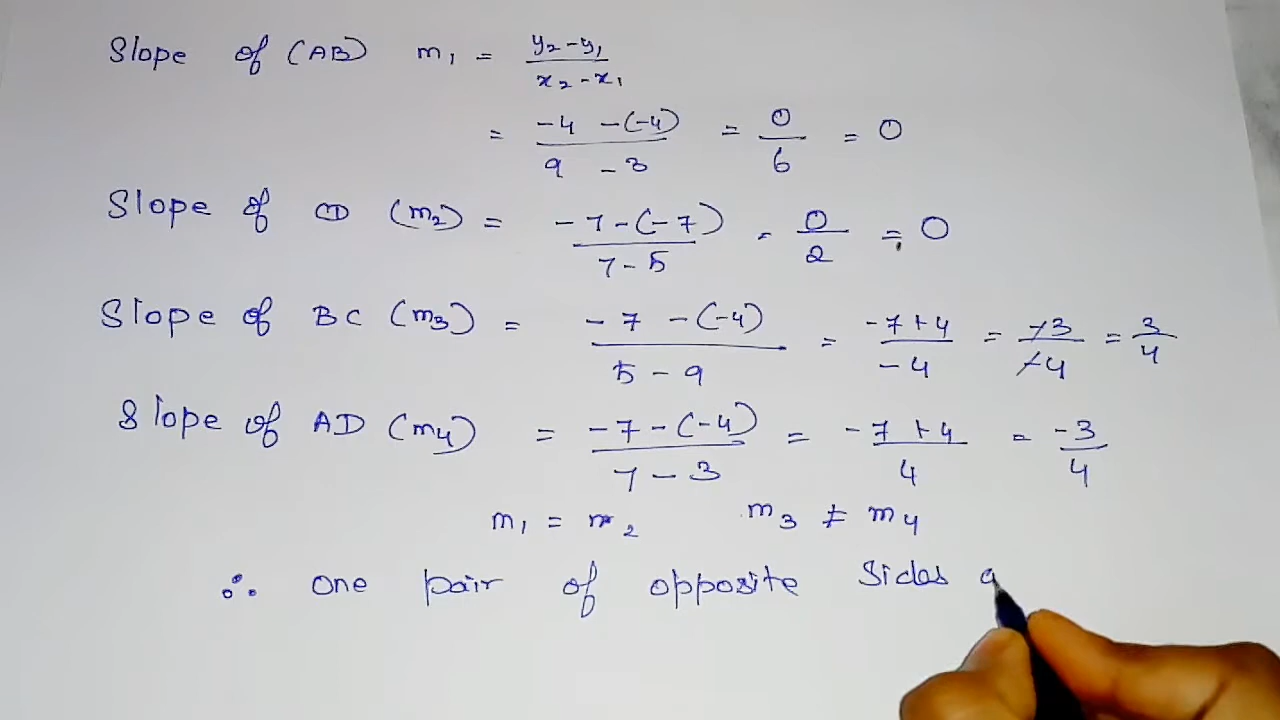 Slope of (AB) m₁ = (y₂-y₁)/(x₂-x₁)
= (-4 -(-4))/(9 - 3) = 0/6 = 0
Slope of CD (m₂) = (-7-(-7))/(7-5) = 0/2 = 0
Slope of BC (m₃) = (-7 -(-4))/(5-9) = (-7+4)/(-4) = (-3)/(-4) = 3/4
Slope of AD (m₄) = (-7-(-4))/(7-3) = (-7+4)/4 = -3/4
m₁ = m₂ m₃ ≠ m₄
∴ one pair of opposite sides a